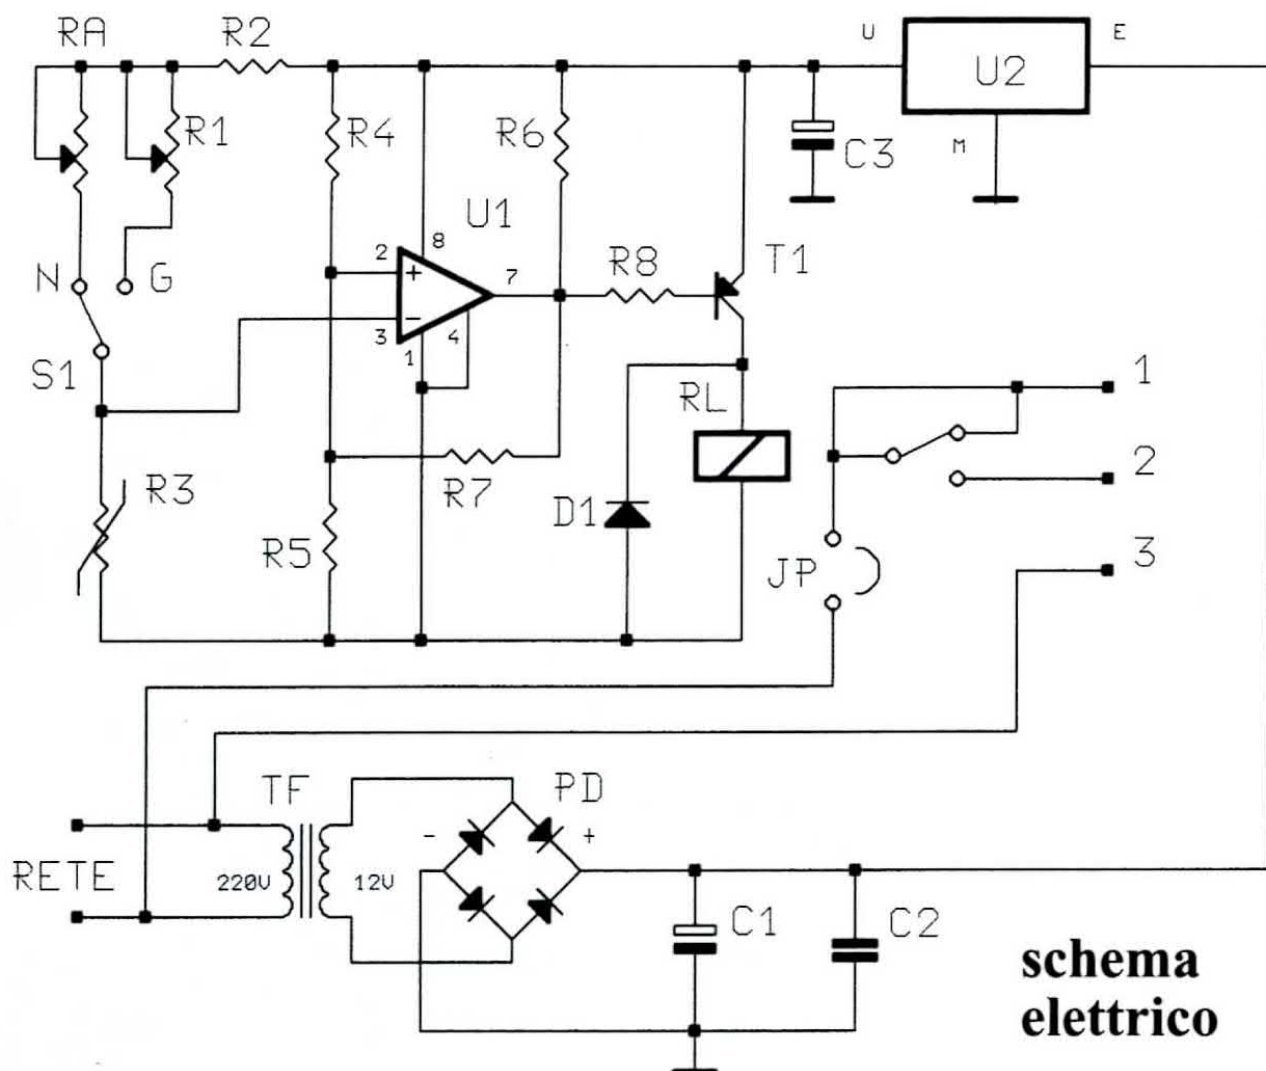 RA
R2
U
U2
E
R1
R4
R6
M
C3
U1
8
2
+
7
R8
T1
N
G
−
3
1
4
S1
1
RL
2
R3
R7
D1
R5
JP
3
TF
PD
-
+
RETE
220V
12V
C1
C2
schema
elettrico